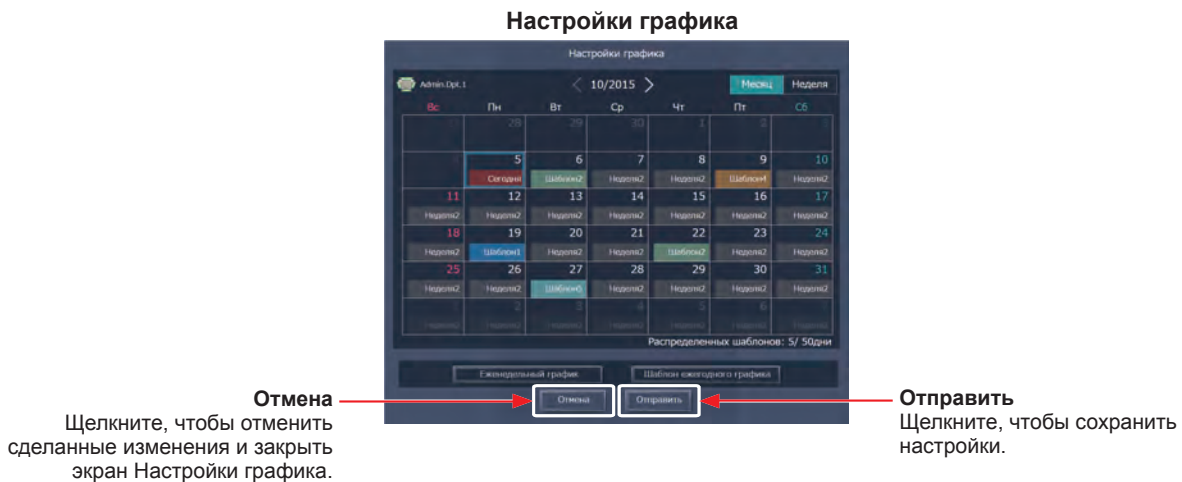 Настройки графика
Настройки графика
Admin.Dpt.1
10/2015
Месяц Неделя
Вс Пн Вт Ср Чт Пт Сб
28 29 30 1 2
5 6 7 8 9 10
Сегодня Шаблон2 Неделя2 Неделя2 Шаблон4 Неделя2
11 12 13 14 15 16 17
Неделя2 Неделя2 Неделя2 Неделя2 Неделя2 Неделя2 Неделя2
18 19 20 21 22 23 24
Неделя2 Шаблон1 Неделя2 Неделя2 Шаблон2 Неделя2 Неделя2
25 26 27 28 29 30 31
Неделя2 Неделя2 Неделя2 Неделя2 Неделя2 Неделя2
2 3 4 5 6
Распределенных шаблонов: 5/ 50дни
Еженедельный график Шаблон ежегодного графика
Отмена Отправить
Отмена
Щелкните, чтобы отменить
сделанные изменения и закрыть
экран Настройки графика.
Отправить
Щелкните, чтобы сохранить
настройки.